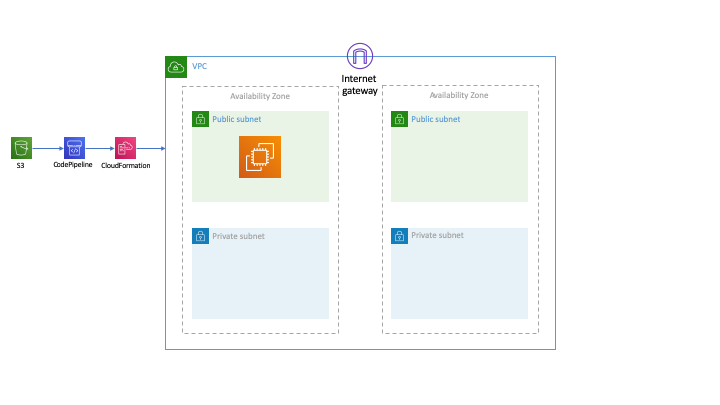 VPC
Internet
gateway
Availability Zone
Availability Zone
Public subnet
Public subnet
S3
CodePipeline
CloudFormation
Private subnet
Private subnet